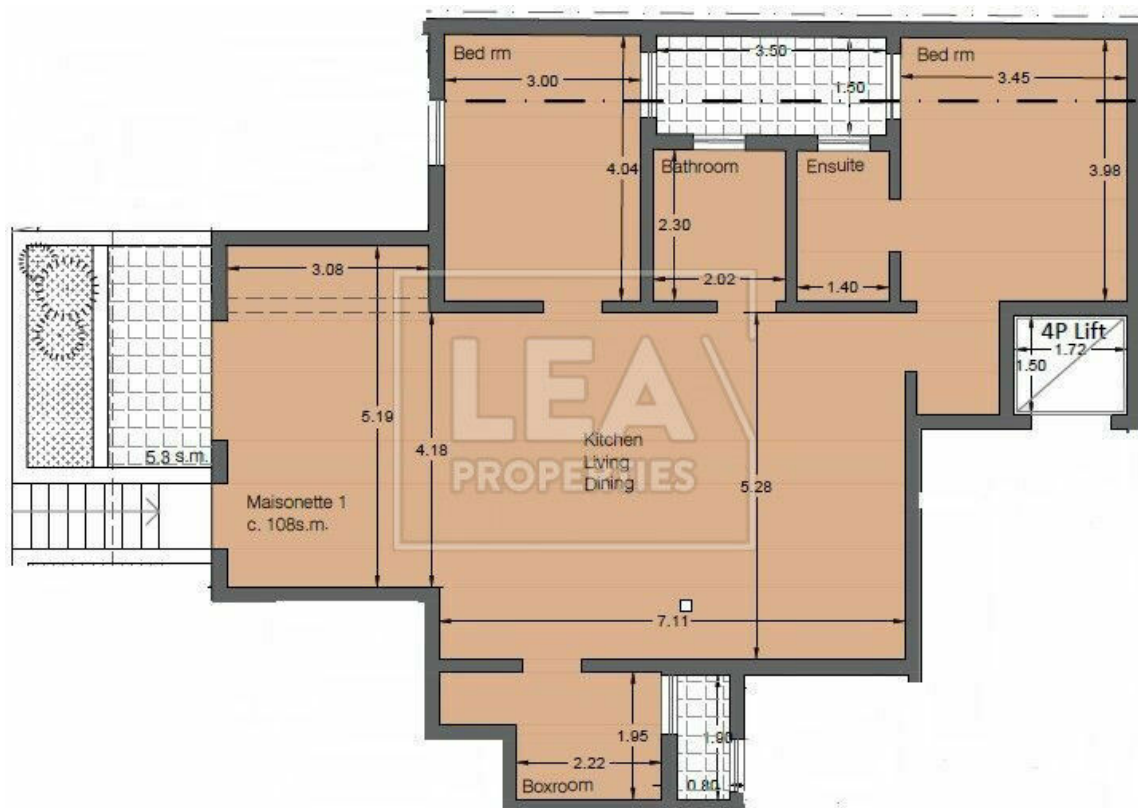 Bed rm
3.00
4.04
3.50
1.50
Bed rm
3.45
3.98
Bathroom
2.30
2.02
Ensuite
1.40
4P Lift
1.72
1.50
3.08
5.19
4.18
LEA
PROPERTIES
Kitchen
Living
Dining
5.28
5.3 s.m.
Maisonette 1
c. 108s.m.
7.11
1.95
2.22
Boxroom
1.90
0.80